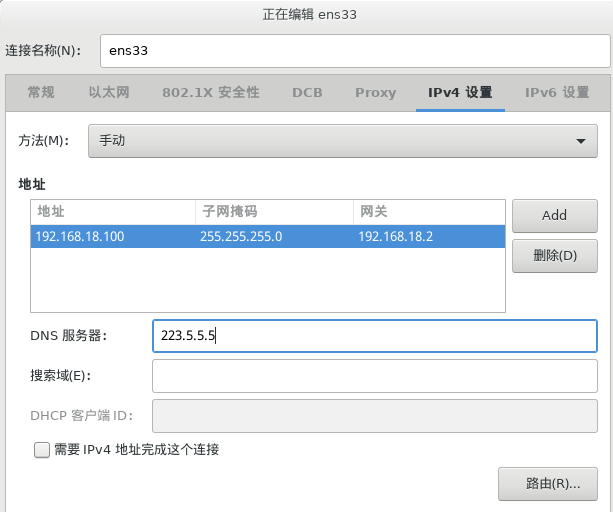 正在编辑 ens33
连接名称(N): ens33
常规 以太网 802.1X 安全性 DCB Proxy IPv4 设置 IPv6 设置
方法(M): 手动
地址
地址 子网掩码 网关
192.168.18.100 255.255.255.0 192.168.18.2
Add
删除(D)
DNS 服务器: 223.5.5.5
搜索域(E):
DHCP 客户端 ID:
需要 IPv4 地址完成这个连接
路由(R)...